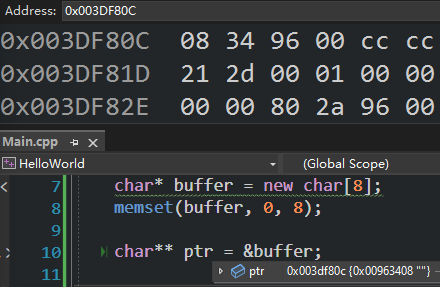 Address: 0x003DF80C
0x003DF80C 08 34 96 00 cc cc
0x003DF81D 21 2d 00 01 00 00
0x003DF82E 00 00 80 2a 96 00
Main.cpp
HelloWorld (Global Scope)
7 char* buffer = new char[8];
8 memset(buffer, 0, 8);
9
10 char** ptr = &buffer;
11 ptr 0x003df80c {0x00963408 ""}